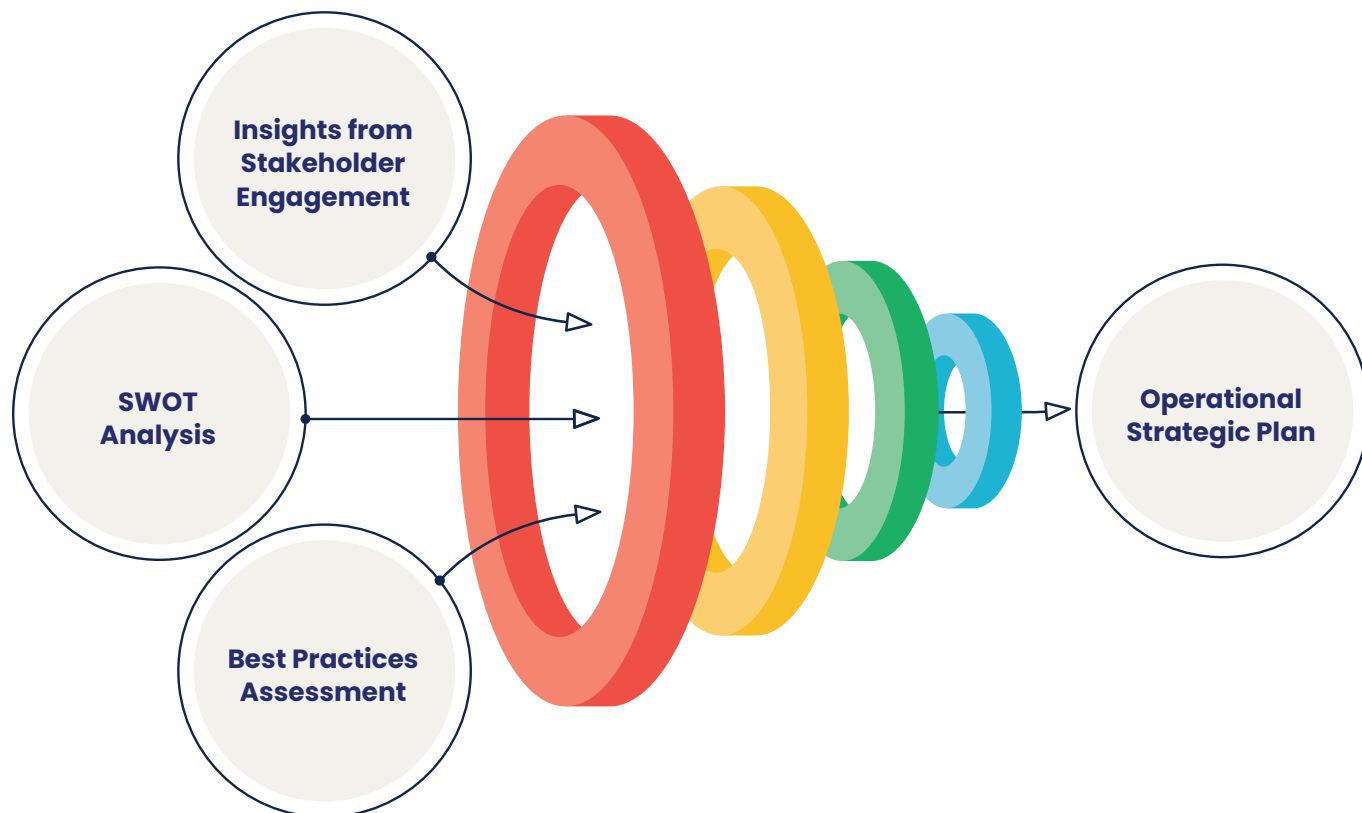 Insights from
Stakeholder
Engagement
SWOT
Analysis
Best Practices
Assessment
Operational
Strategic Plan